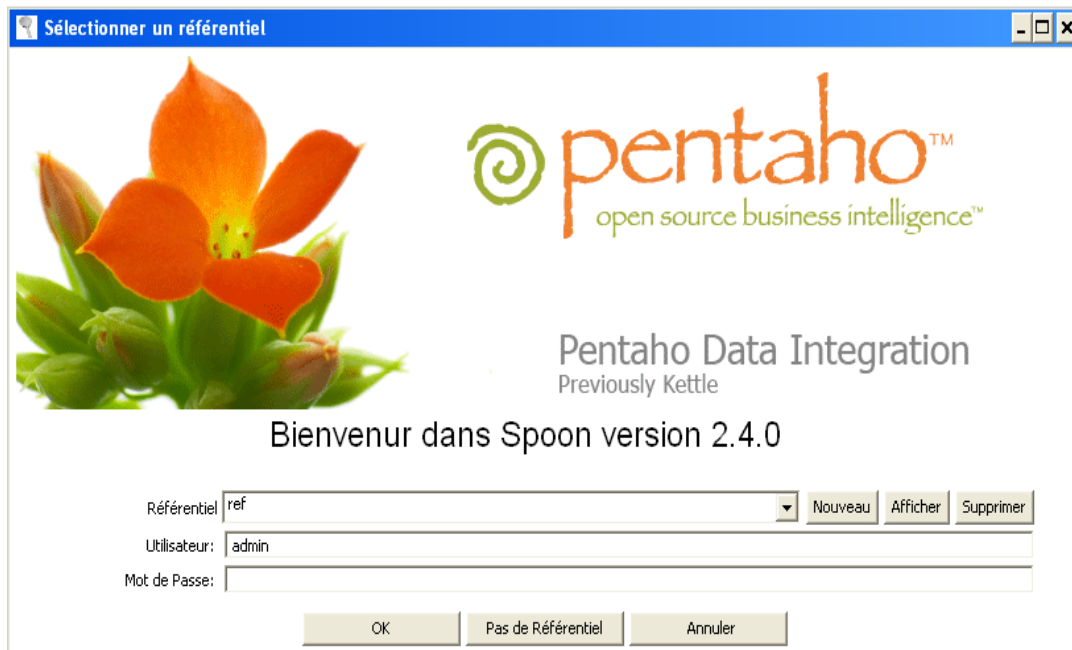 Sélectionner un référentiel
pentaho™
open source business intelligence™
Pentaho Data Integration
Previously Kettle
Bienvenur dans Spoon version 2.4.0
Référentiel ref Nouveau Afficher Supprimer
Utilisateur: admin
Mot de Passe:
OK Pas de Référentiel Annuler